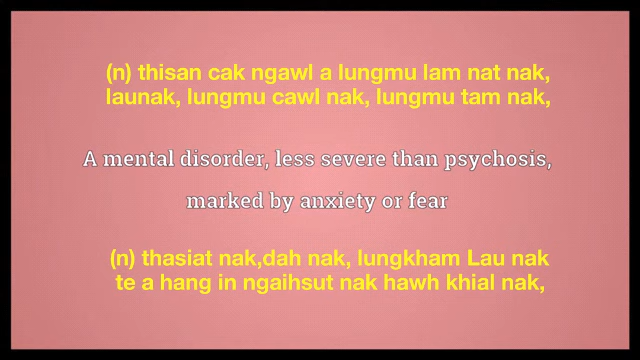 (n) thisan cak ngawl a lungmu lam nat nak,
launak, lungmu cawl nak, lungmu tam nak,
A mental disorder, less severe than psychosis,
marked by anxiety or fear
(n) thasiat nak,dah nak, lungkham Lau nak
te a hang in ngaihsut nak hawh khial nak,